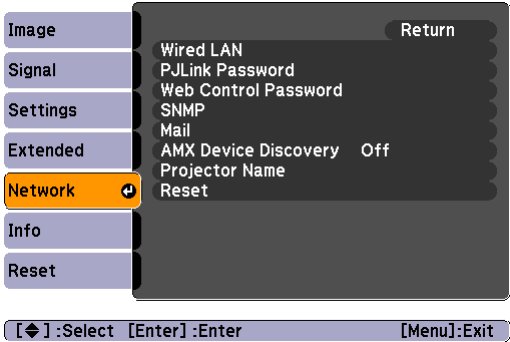 Image
Signal
Settings
Extended
Network
Info
Reset
Return
Wired LAN
PJLink Password
Web Control Password
SNMP
Mail
AMX Device Discovery Off
Projector Name
Reset
[ ] :Select [Enter] :Enter [Menu]:Exit